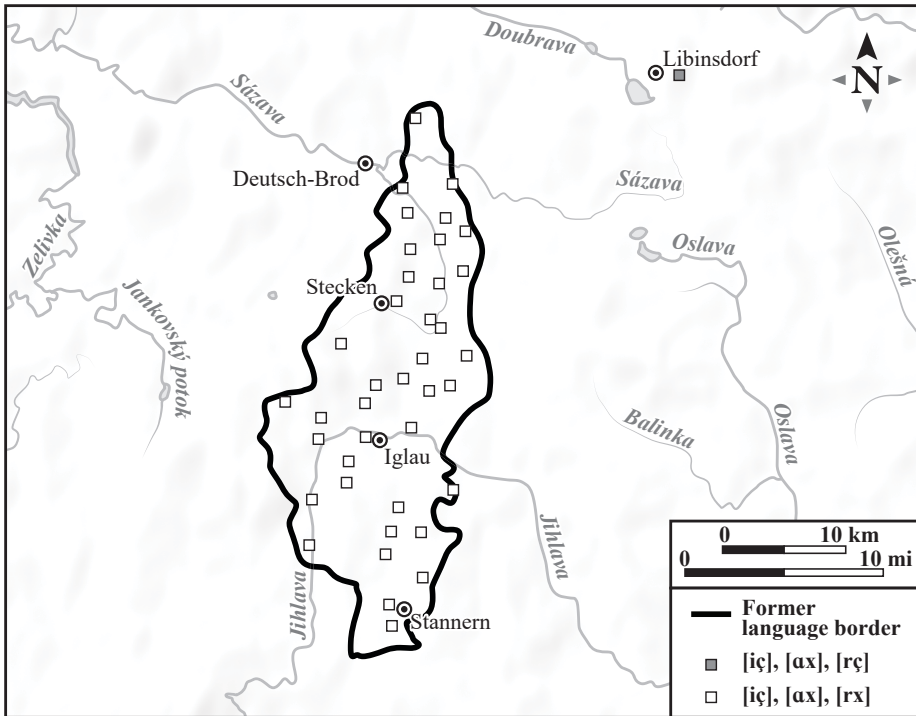 Doubrava
Libinsdorf
N
Sázava
Deutsch-Brod
Sázava
Zelivka
Oslava
Olešná
Stecken
Jankovský potok
Balinka
Oslava
Iglau
Jihlava
Jihlava
Stannern
0 10 km
0 10 mi
Former
language border
[iç], [ɑx], [rç]
[iç], [ɑx], [rx]